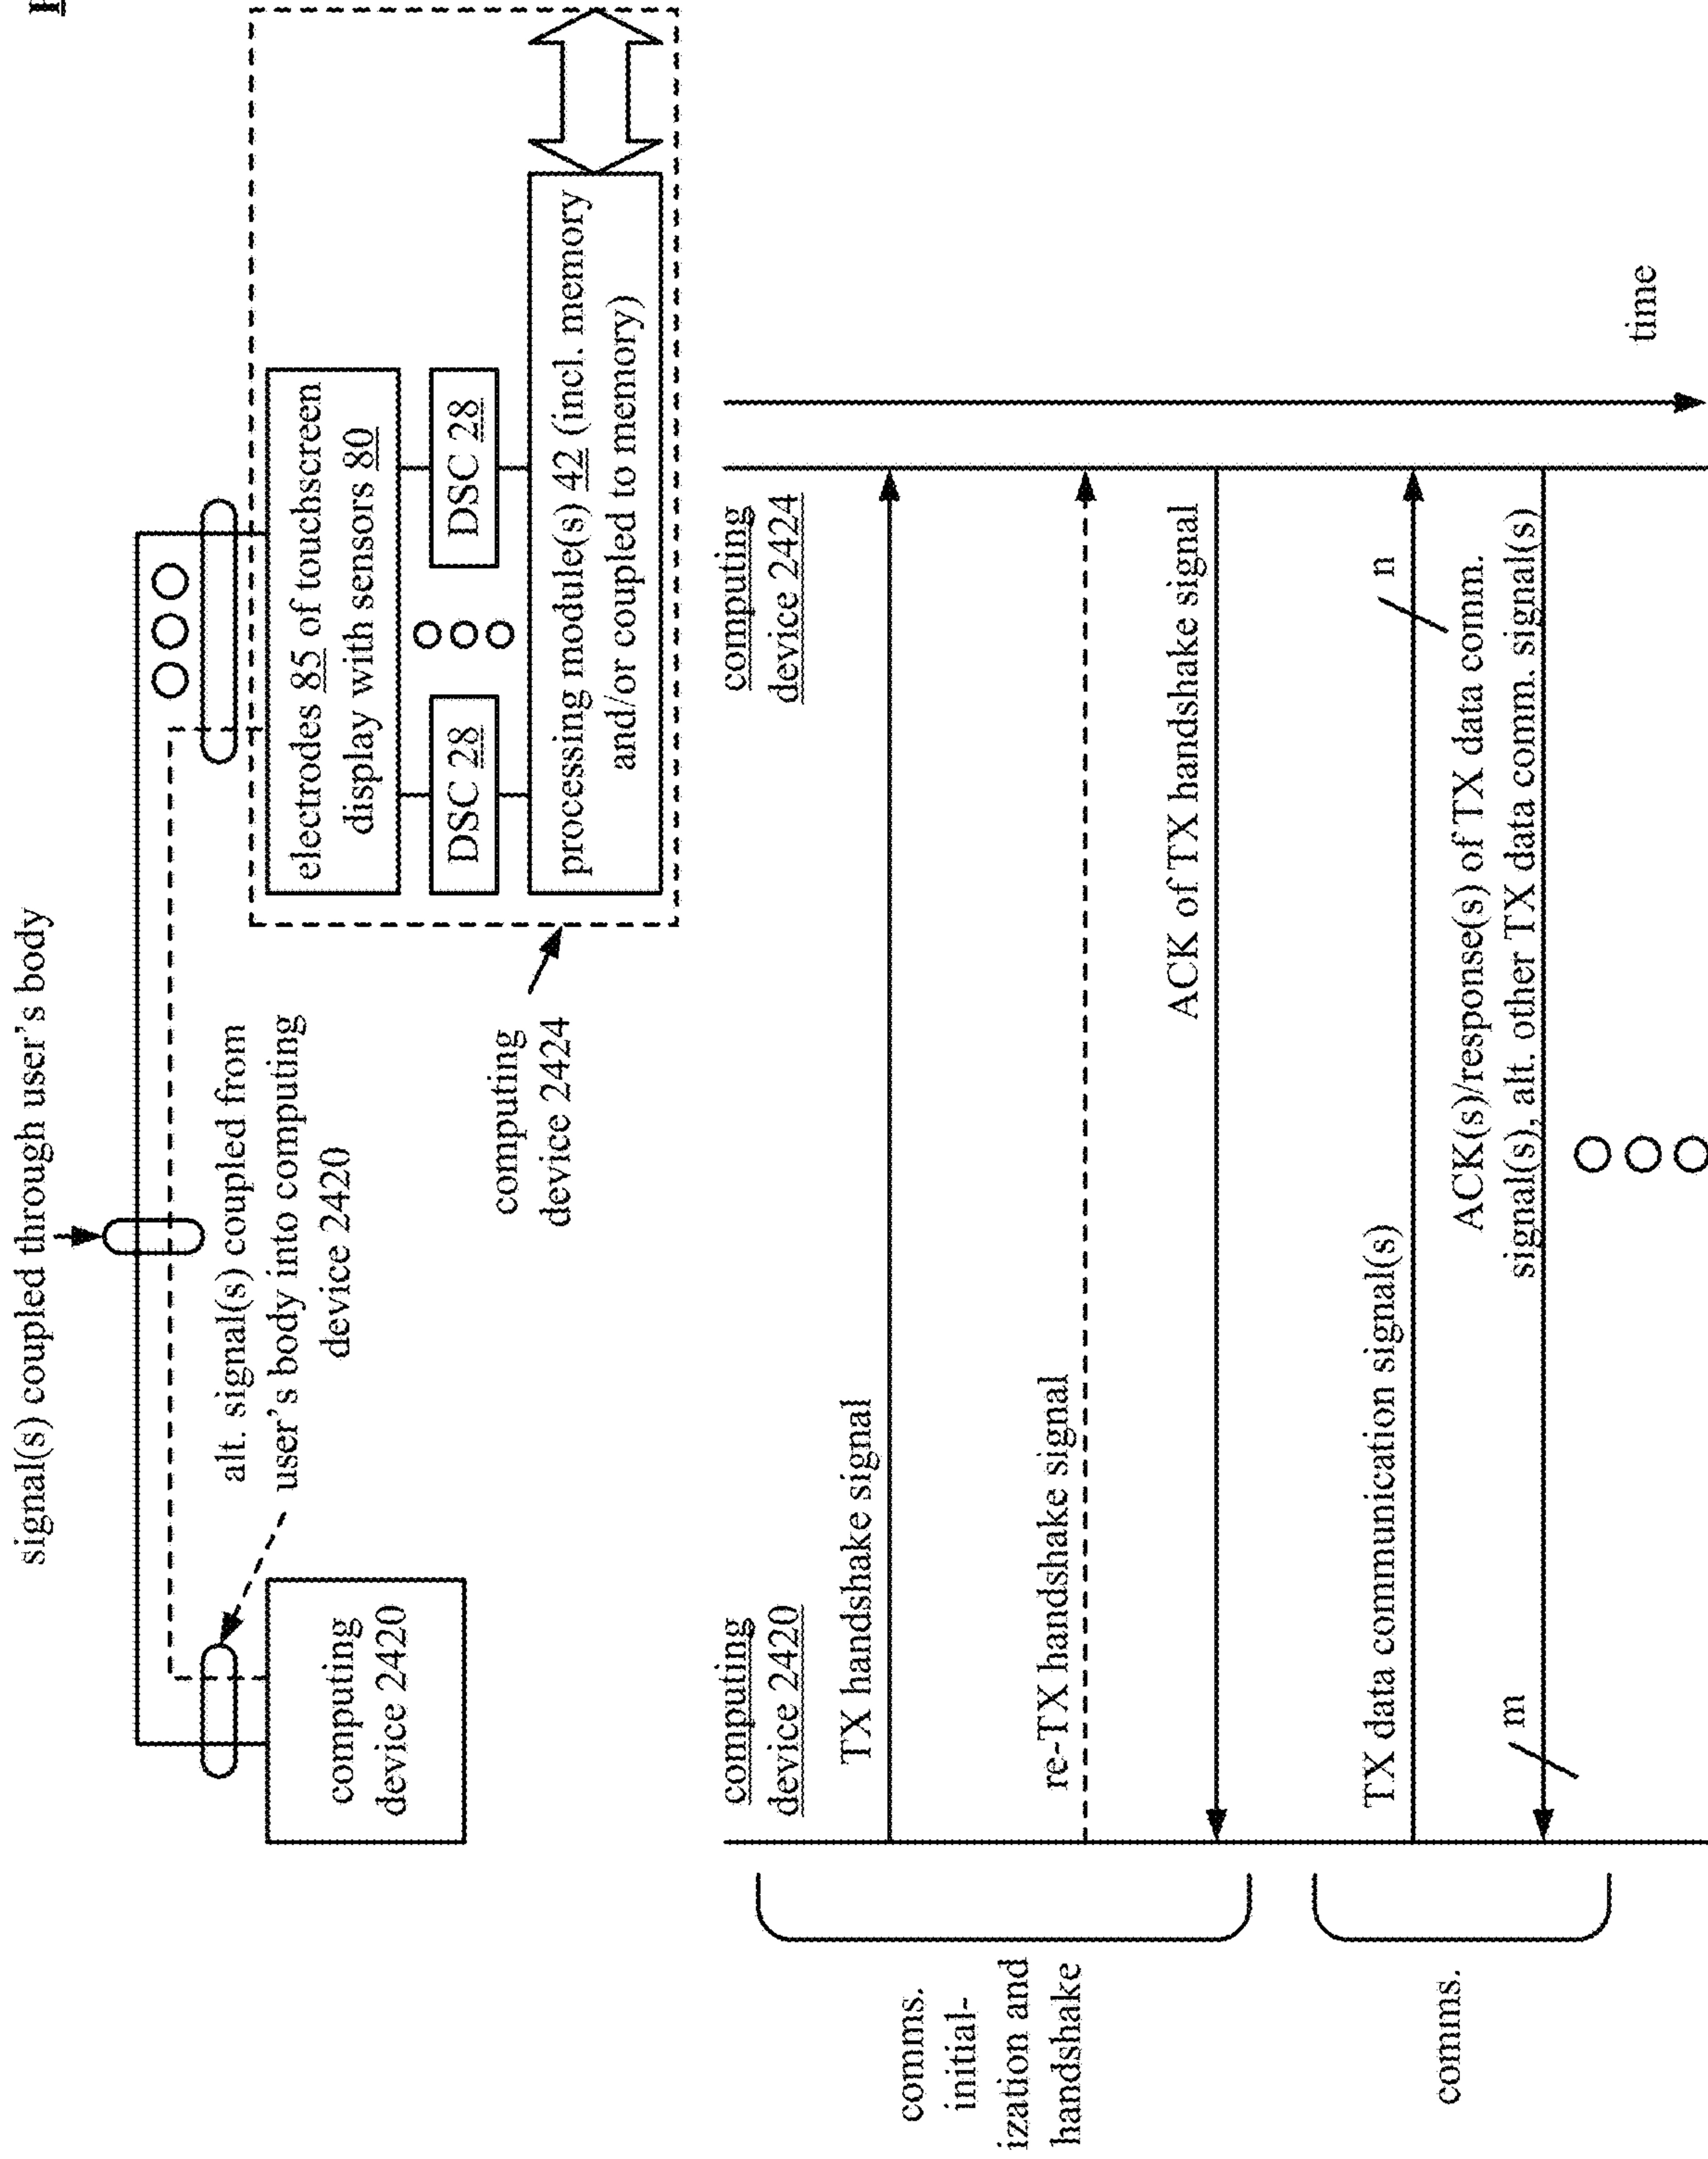 signal(s) coupled through user's body
alt. signal(s) coupled from
user's body into computing
device 2420
computing
device 2420
computing
device 2424
electrodes 85 of touchscreen
display with sensors 80
DSC 28
DSC 28
processing module(s) 42 (incl. memory
and/or coupled to memory)
computing
device 2420
computing
device 2424
comms.
initial-
ization and
handshake
TX handshake signal
re-TX handshake signal
ACK of TX handshake signal
comms.
TX data communication signal(s)
n
ACK(s)/response(s) of TX data comm.
signal(s), alt. other TX data comm. signal(s)
m
time